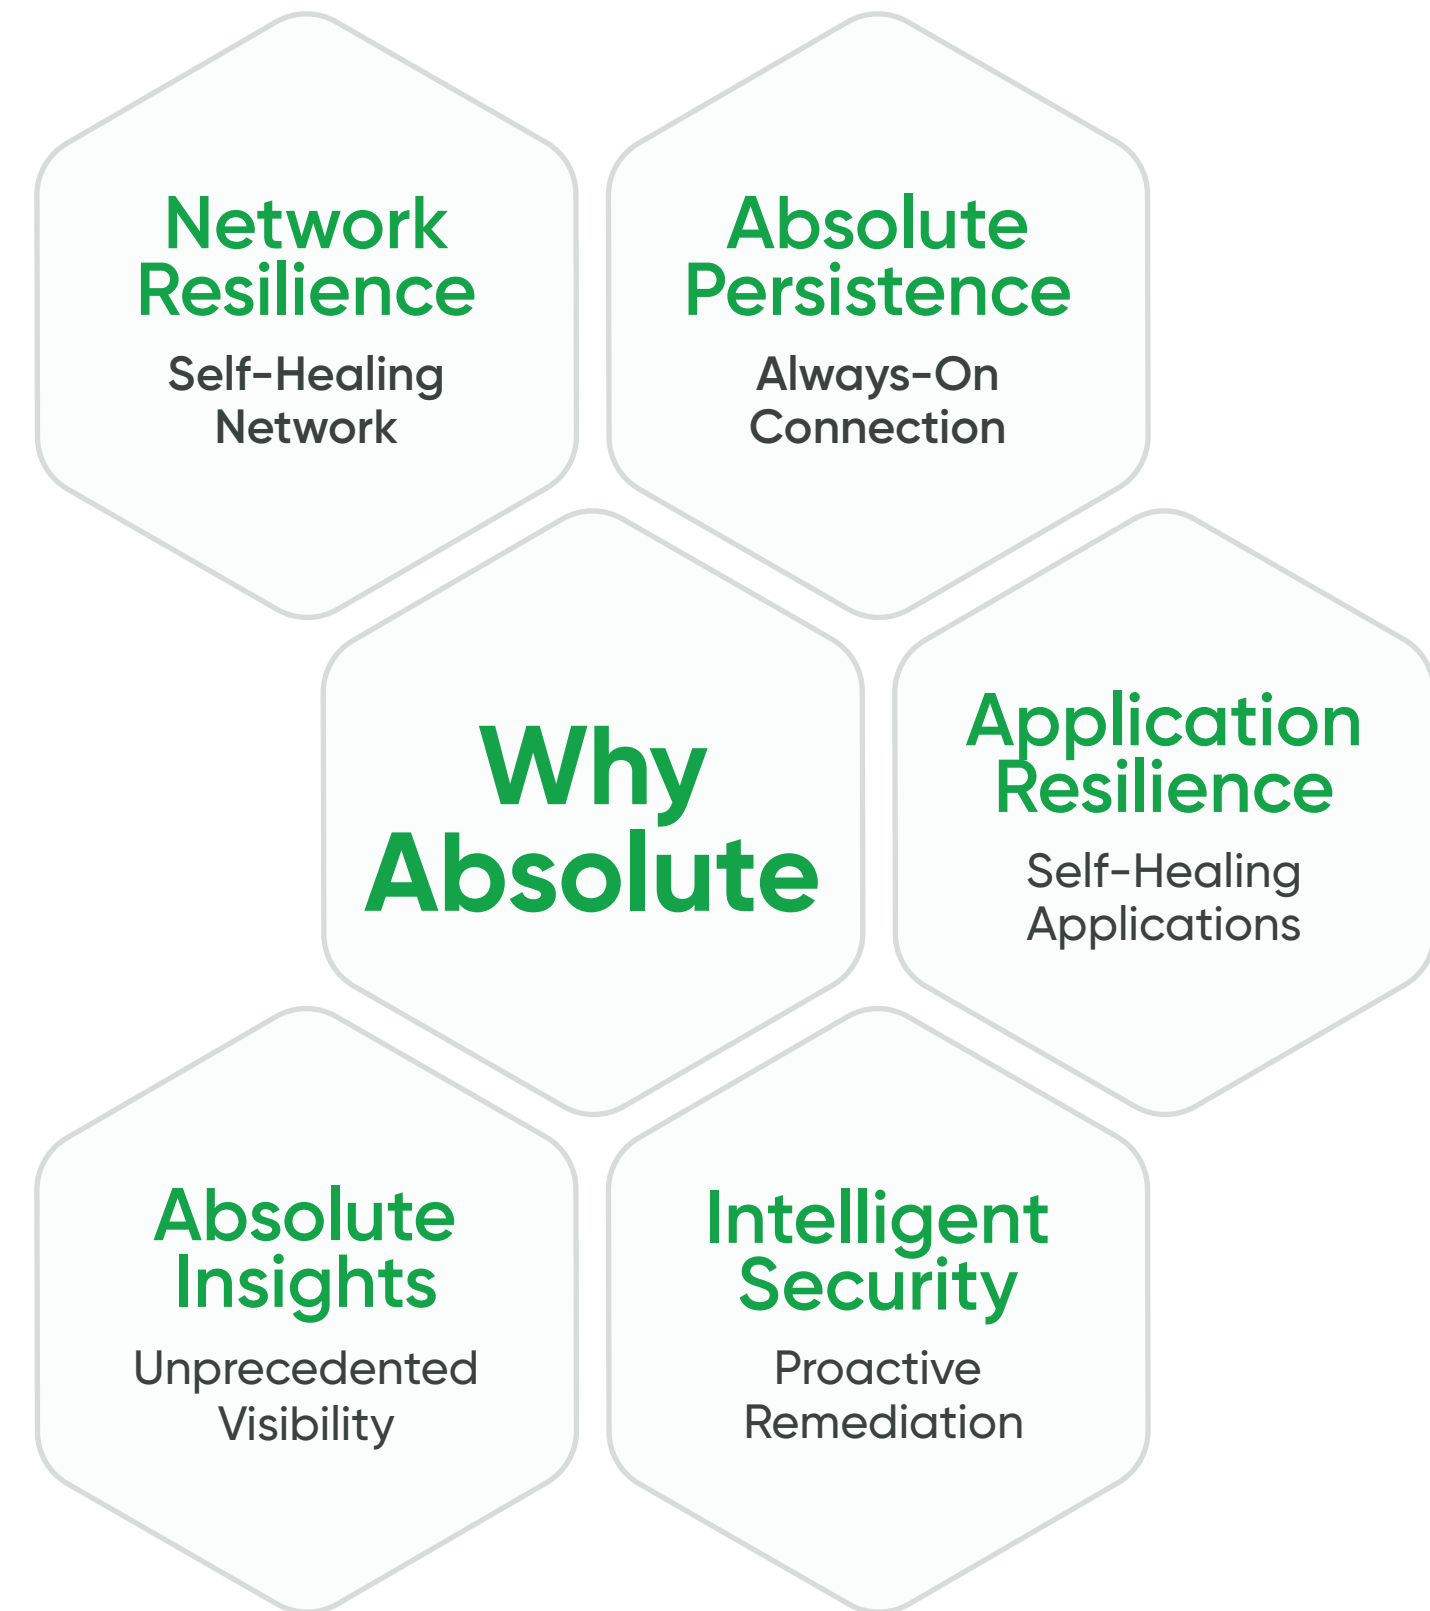 Network
Resilience
Self-Healing
Network
Absolute
Persistence
Always-On
Connection
Why
Absolute
Application
Resilience
Self-Healing
Applications
Absolute
Insights
Unprecedented
Visibility
Intelligent
Security
Proactive
Remediation